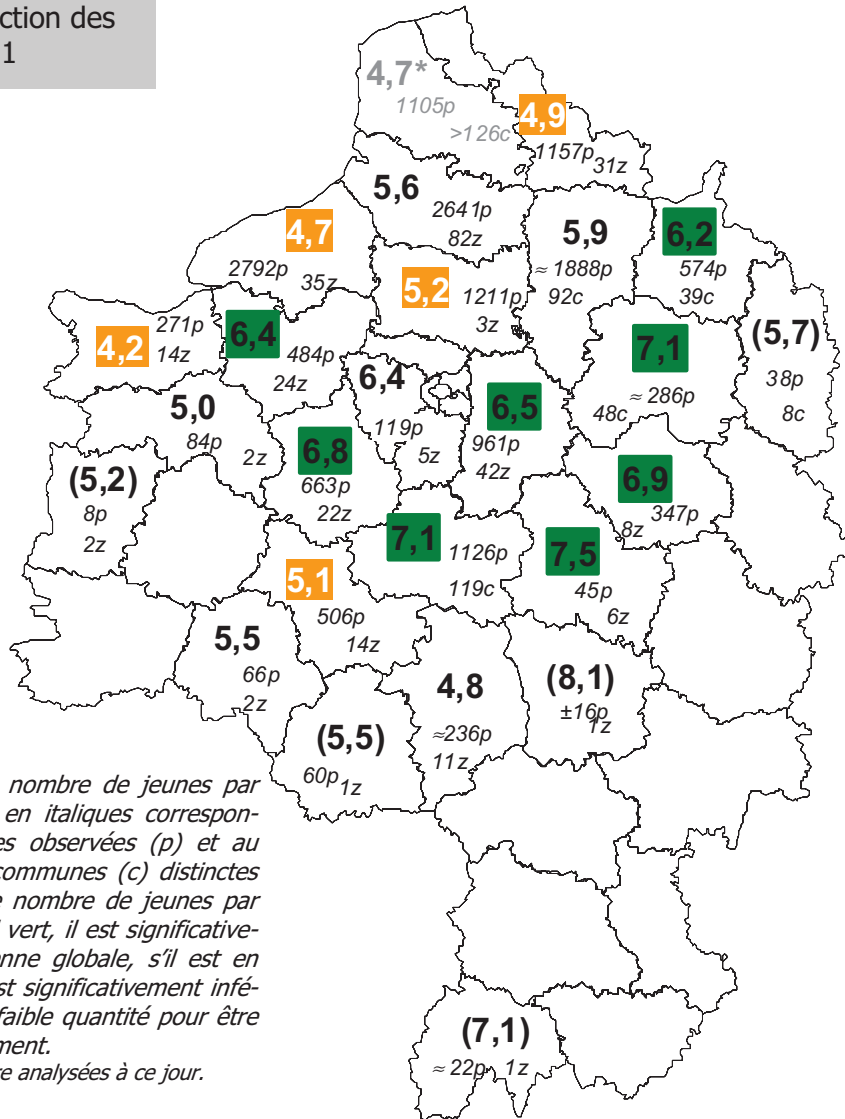 ction des
1
4,7*
1105p
>126c
4,9
1157p
31z
5,6
2641p
82z
4,7
2792p
35z
5,9
≈ 1888p
92c
6,2
574p
39c
5,2
1211p
3z
4,2
271p
14z
6,4
484p
24z
6,4
119p
5z
6,5
961p
42z
7,1
≈ 286p
48c
(5,7)
38p
8c
5,0
84p
2z
6,8
663p
22z
6,9
347p
8z
(5,2)
8p
2z
7,1
1126p
119c
7,5
45p
6z
5,1
506p
14z
5,5
66p
2z
4,8
≈236p
11z
(8,1)
±16p
1z
(5,5)
60p
1z
nombre de jeunes par
en italiques correspon-
es observées (p) et au
communes (c) distinctes
e nombre de jeunes par
vert, il est significative-
nne globale, s’il est en
st significativement infé-
faible quantité pour être
ment.
re analysées à ce jour.
(7,1)
≈ 22p
1z